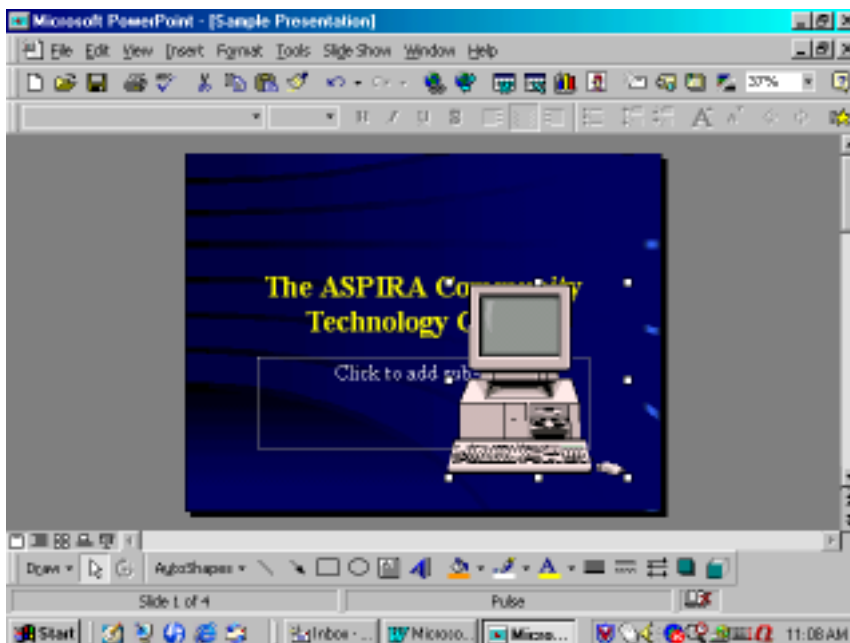 Microsoft PowerPoint - [Sample Presentation]
File Edit View Insert Format Tools Slide Show Window Help
37%
B I U S A A
The ASPIRA Co
Technology
Click to add sub-
Draw AutoShapes A A
Slide 1 of 4 Pulse
Start Inbox - ... Microso... Micro... 11:08 AM